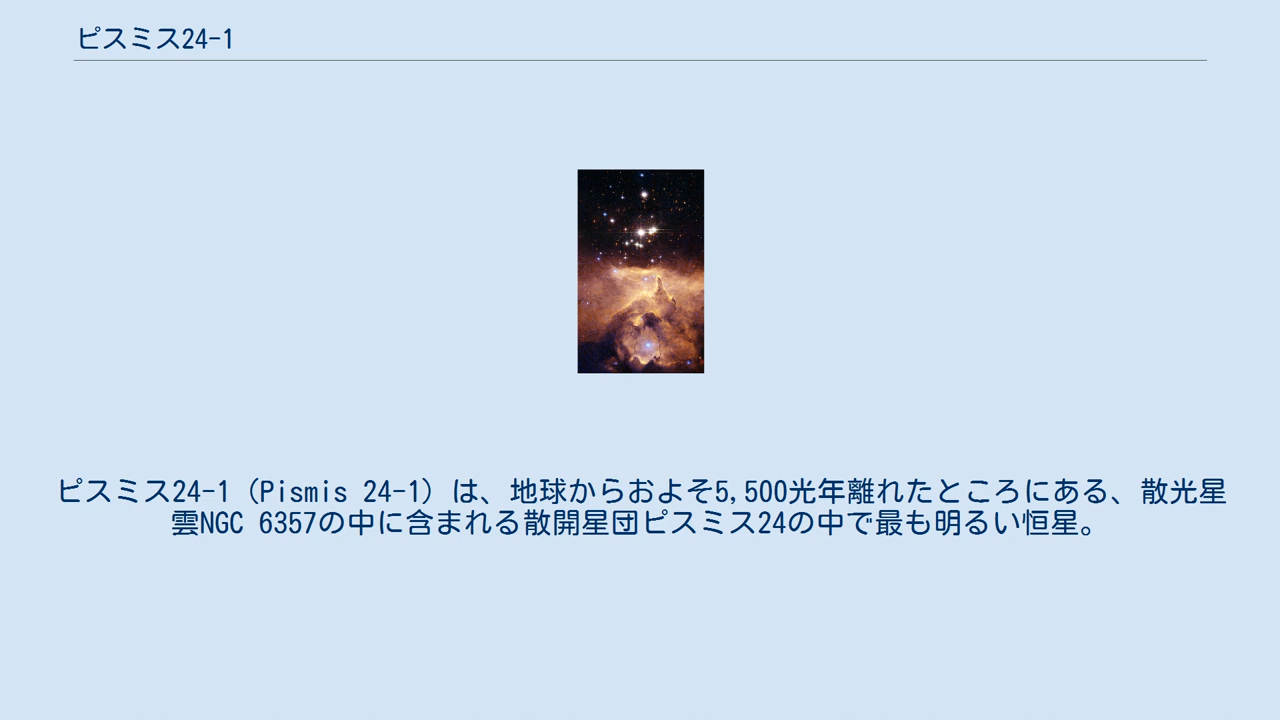 ピスミス24-1
ピスミス24-1（Pismis 24-1）は、地球からおよそ5,500光年離れたところにある、散光星
雲NGC 6357の中に含まれる散開星団ピスミス24の中で最も明るい恒星。